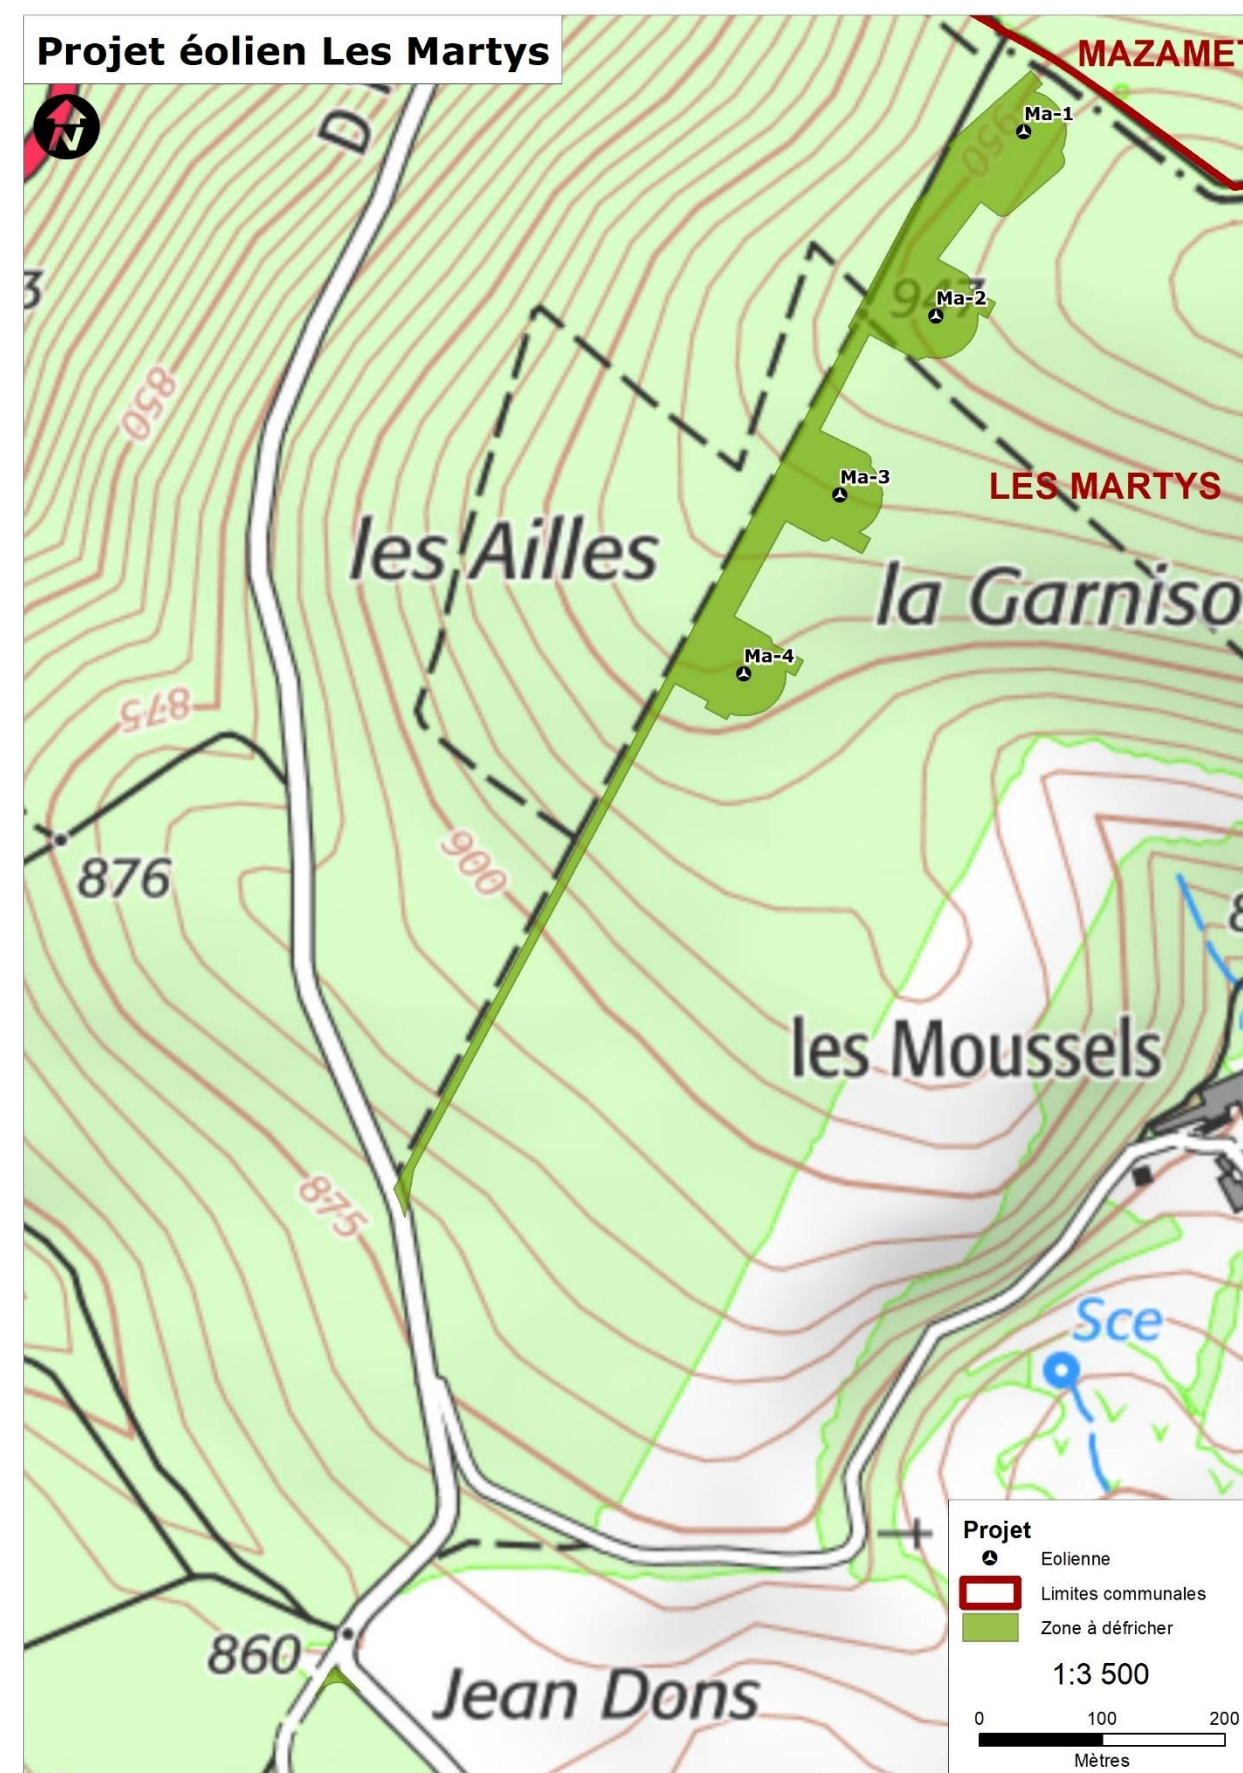 Projet éolien Les Martys
MAZAMET
N
D
Ma-1
950
3
947
Ma-2
850
Ma-3
LES MARTYS
les Ailles
la Garniso
Ma-4
875
900
876
8
les Moussels
875
Sce
860
Jean Dons
Projet
Eolienne
Limites communales
Zone à défricher
1:3 500
0 100 200
Mètres